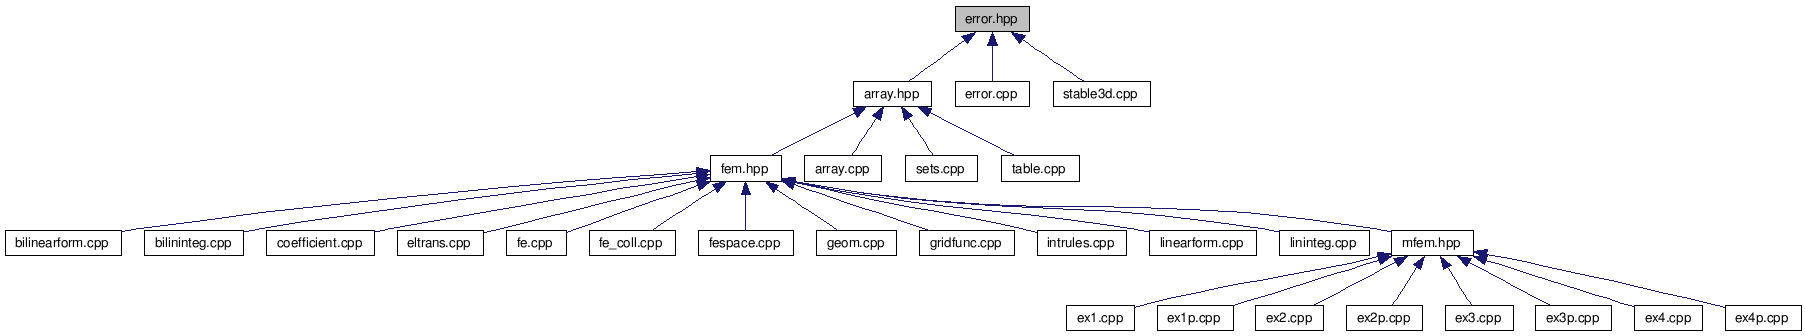 error.hpp
array.hpp
error.cpp
stable3d.cpp
fem.hpp
array.cpp
sets.cpp
table.cpp
bilinearform.cpp
bilininteg.cpp
coefficient.cpp
eltrans.cpp
fe.cpp
fe_coll.cpp
fespace.cpp
geom.cpp
gridfunc.cpp
intrules.cpp
linearform.cpp
lininteg.cpp
mfem.hpp
ex1.cpp
ex1p.cpp
ex2.cpp
ex2p.cpp
ex3.cpp
ex3p.cpp
ex4.cpp
ex4p.cpp